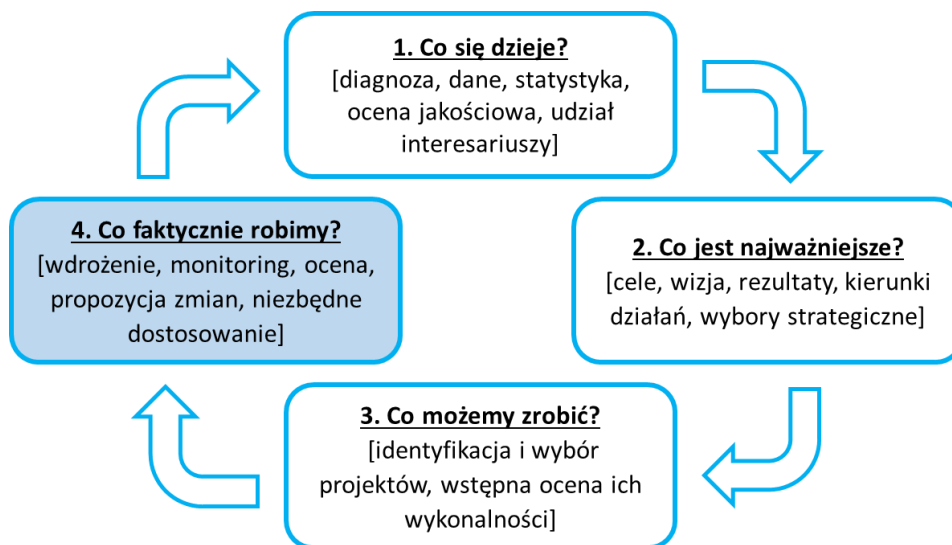 1. Co się dzieje?
[diagnoza, dane, statystyka,
ocena jakościowa, udział
interesariuszy]
2. Co jest najważniejsze?
[cele, wizja, rezultaty, kierunki
działań, wybory strategiczne]
3. Co możemy zrobić?
[identyfikacja i wybór
projektów, wstępna ocena ich
wykonalności]
4. Co faktycznie robimy?
[wdrożenie, monitoring, ocena,
propozycja zmian, niezbędne
dostosowanie]